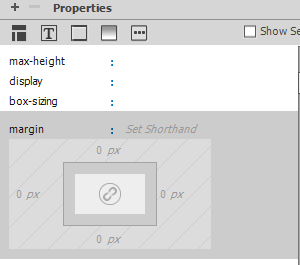 Properties
T
Show Se
max-height :
display :
box-sizing :
margin : Set Shorthand
0 px
0 px 0 px
0 px